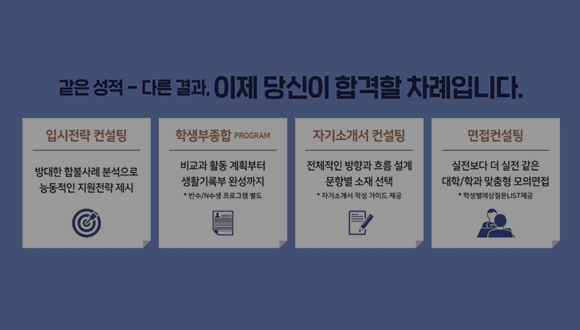 같은 성적 – 다른 결과, 이제 당신이 합격할 차례입니다.
입시전략 컨설팅
방대한 합불사례 분석으로
능동적인 지원전략 제시
학생부종합 PROGRAM
비교과 활동 계획부터
생활기록부 완성까지
* 반수/N수생 프로그램 별도
자기소개서 컨설팅
전체적인 방향과 흐름 설계
문항별 소재 선택
* 자기소개서 작성 가이드 제공
면접컨설팅
실전보다 더 실전 같은
대학/학과 맞춤형 모의면접
* 학생별예상질문LIST제공